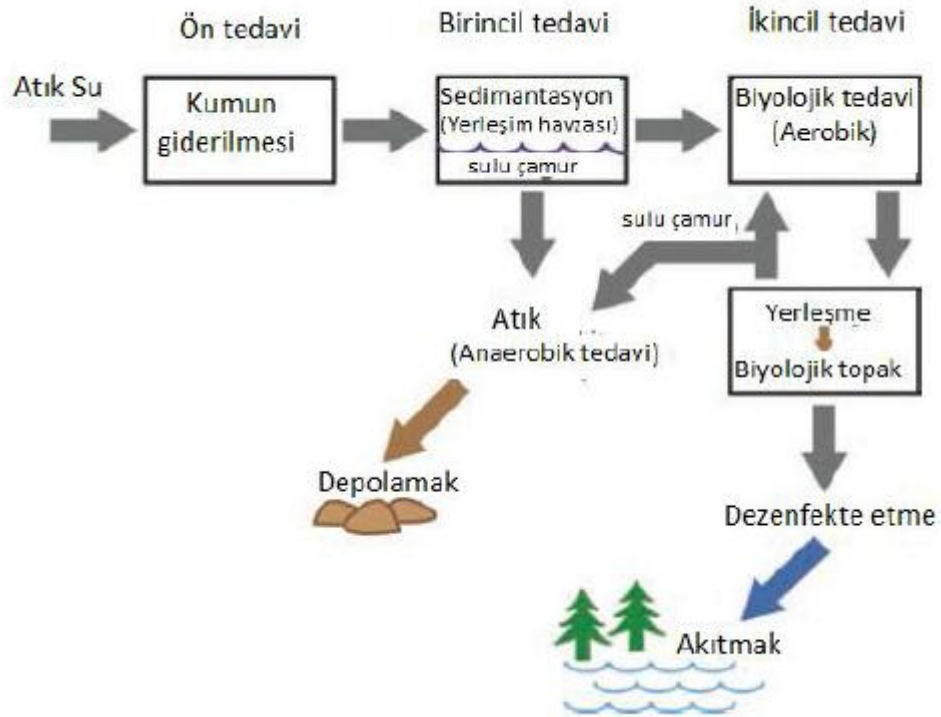 Ön tedavi
Birincil tedavi
İkincil tedavi
Atık Su
Kumun
giderilmesi
Sedimantasyon
(Yerleşim havzası)
sulu çamur
Biyolojik tedavi
(Aerobik)
sulu çamur
Atık
(Anaerobik tedavi)
Yerleşme
Biyolojik topak
Depolamak
Dezenfekte etme
Akıtmak